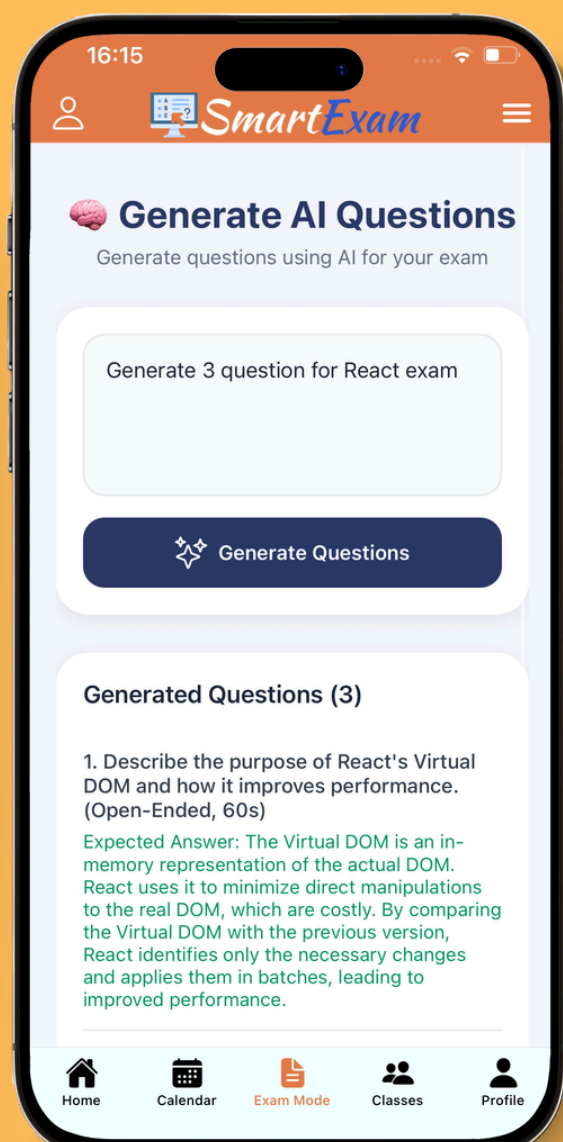 16:15
SmartExam
🧠 Generate AI Questions
Generate questions using AI for your exam
Generate 3 question for React exam
Generate Questions
Generated Questions (3)
1. Describe the purpose of React's Virtual
DOM and how it improves performance.
(Open-Ended, 60s)
Expected Answer: The Virtual DOM is an in-
memory representation of the actual DOM.
React uses it to minimize direct manipulations
to the real DOM, which are costly. By comparing
the Virtual DOM with the previous version,
React identifies only the necessary changes
and applies them in batches, leading to
improved performance.
Home Calendar Exam Mode Classes Profile